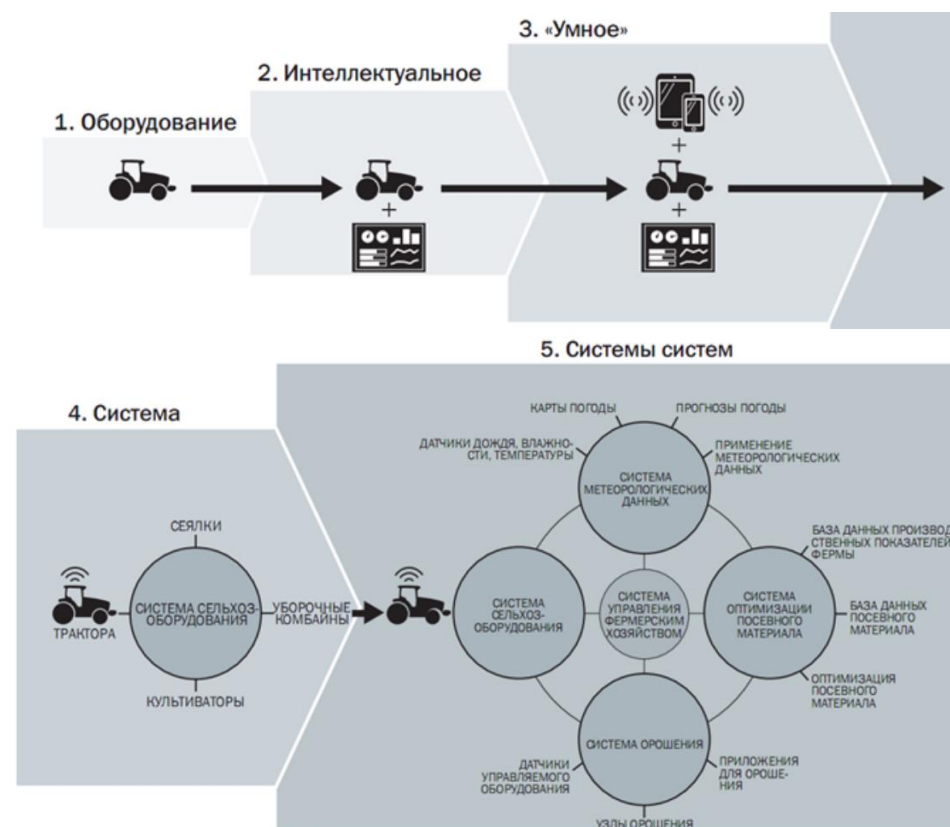 3. «Умное»
2. Интеллектуальное
1. Оборудование
+
+
+
5. Системы систем
4. Система
КАРТЫ ПОГОДЫ
ПРОГНОЗЫ ПОГОДЫ
ДАТЧИКИ ДОЖДЯ, ВЛАЖНО-
СТИ, ТЕМПЕРАТУРЫ
ПРИМЕНЕНИЕ
МЕТЕОРОЛОГИЧЕСКИХ
ДАННЫХ
СИСТЕМА
МЕТЕОРОЛОГИЧЕСКИХ
ДАННЫХ
СЕЯЛКИ
ТРАКТОРА
СИСТЕМА СЕЛЬХОЗ-
ОБОРУДОВАНИЯ
УБОРОЧНЫЕ
КОМБАЙНЫ
КУЛЬТИВАТОРЫ
СИСТЕМА
СЕЛЬХОЗ-
ОБОРУДОВАНИЯ
СИСТЕМА
УПРАВЛЕНИЯ
ФЕРМЕРСКИМ
ХОЗЯЙСТВОМ
СИСТЕМА
ОПТИМИЗАЦИИ
ПОСЕВНОГО
МАТЕРИАЛА
БАЗА ДАННЫХ ПРОИЗВОД
СТВЕННЫХ ПОКАЗАТЕЛЕЙ
ФЕРМЫ
БАЗА ДАННЫХ
ПОСЕВНОГО
МАТЕРИАЛА
ОПТИМИЗАЦИЯ
ПОСЕВНОГО
МАТЕРИАЛА
СИСТЕМА ОРОШЕНИЯ
ДАТЧИКИ
УПРАВЛЯЕМОГО
ОБОРУДОВАНИЯ
ПРИЛОЖЕНИЯ
ДЛЯ ОРОШЕ-
НИЯ
УЗЛЫ ОРОШЕНИЯ